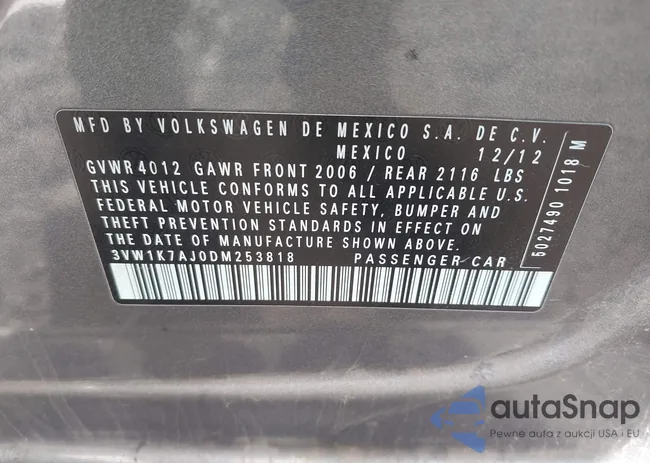 MFD BY VOLKSWAGEN DE MEXICO S.A. DE C.V.
MEXICO 12/12
GVWR 4012 GAWR FRONT 2006 / REAR 2116 LBS
THIS VEHICLE CONFORMS TO ALL APPLICABLE U.S.
FEDERAL MOTOR VEHICLE SAFETY, BUMPER AND
THEFT PREVENTION STANDARDS IN EFFECT ON
THE DATE OF MANUFACTURE SHOWN ABOVE.
3VW1K7AJ0DM253818 PASSENGER CAR
5027490 1018 M
autoSnap
Pewne auta z aukcji USA i EU